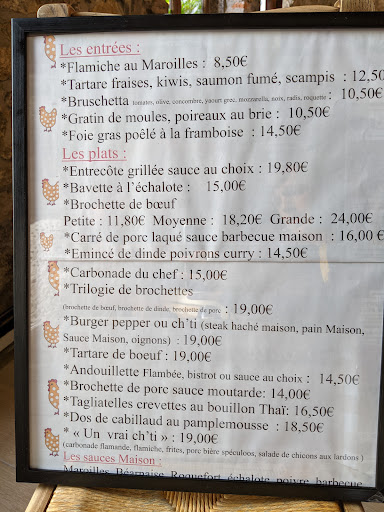 Les entrées :
*Flamiche au Maroilles : 8,50€
*Tartare fraises, kiwis, saumon fumé, scampis : 12,50
*Bruschetta tomates, olive, concombre, yaourt grec, mozzarella, noix, radis, roquette : 10,50€
*Gratin de moules, poireaux au brie : 10,50€
*Foie gras poêlé à la framboise : 14,50€
Les plats :
*Entrecôte grillée sauce au choix : 19,80€
*Bavette à l'échalote : 15,00€
*Brochette de bœuf
Petite : 11,80€ Moyenne : 18,20€ Grande : 24,00€
*Carré de porc laqué sauce barbecue maison : 16,00 €
*Emincé de dinde poivrons curry : 14,50€
*Carbonade du chef : 15,00€
*Trilogie de brochettes
(brochette de bœuf, brochette de dinde, brochette de porc : 19,00€
*Burger pepper ou ch'ti (steak haché maison, pain Maison,
Sauce Maison, oignons) : 19,00€
*Tartare de boeuf : 19,00€
*Andouillette Flambée, bistrot ou sauce au choix : 14,50€
*Brochette de porc sauce moutarde: 14,00€
*Tagliatelles crevettes au bouillon Thaï: 16,50€
*Dos de cabillaud au pamplemousse : 18,50€
* « Un vrai ch'ti » : 19,00€
(carbonade flamande, flamiche, frites, porc bière spéculoos, salade de chicons aux lardons )
Les sauces Maison :
Maroilles, Béarnaise, Roquefort, échalote, poivre, barbecue